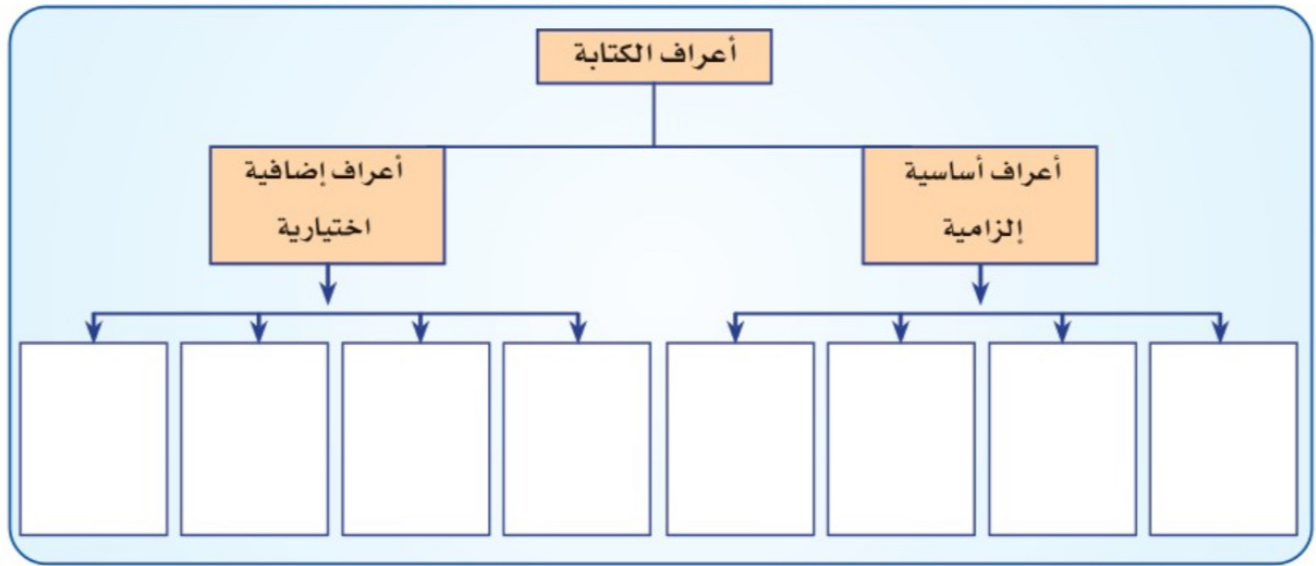 أعراف الكتابة
أعراف أساسية
إلزامية
أعراف إضافية
اختيارية